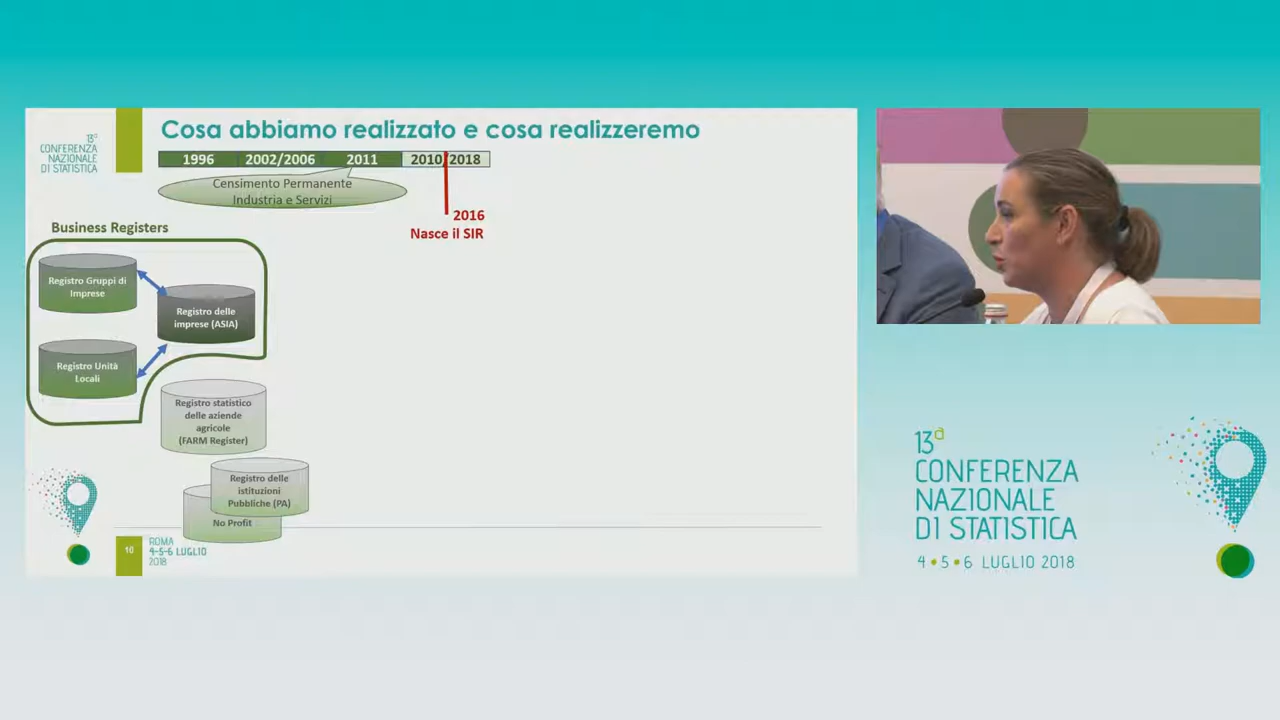 13ª
CONFERENZA
NAZIONALE
DI STATISTICA
Cosa abbiamo realizzato e cosa realizzeremo
1996
2002/2006
2011
2010/2018
Censimento Permanente
Industria e Servizi
2016
Nasce il SIR
Business Registers
Registro Gruppi di
Imprese
Registro delle
imprese (ASIA)
Registro Unità
Locali
Registro statistico
delle aziende
agricole
(FARM Register)
Registro delle
istituzioni
Pubbliche (PA)
No Profit
10
ROMA
4-5-6 LUGLIO
2018
13ª
CONFERENZA
NAZIONALE
DI STATISTICA
4 • 5 • 6 LUGLIO 2018